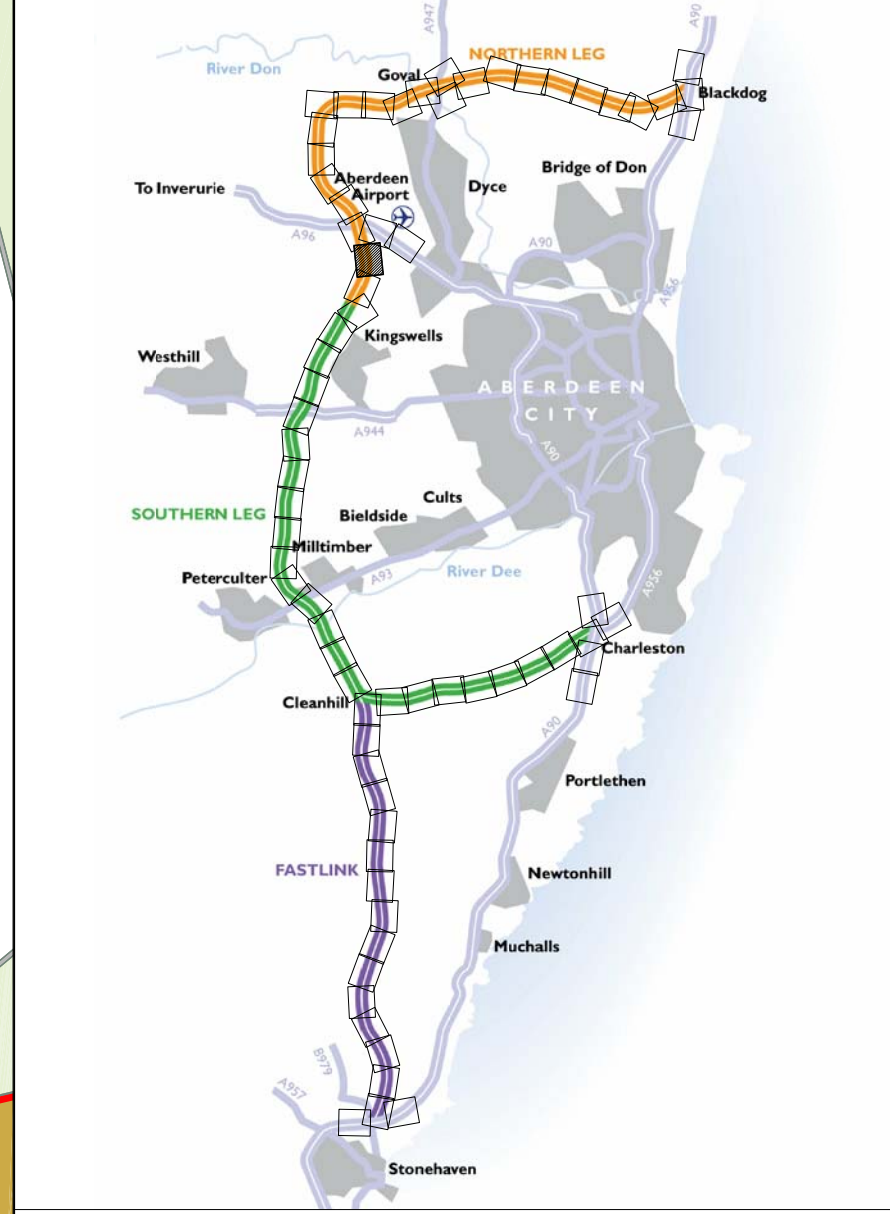 A947
A90
NORTHERN LEG
River Don
Goval
Blackdog
Bridge of Don
Aberdeen
Airport
Dyce
To Inverurie
A96
A90
A956
Kingswells
Westhill
ABERDEEN
CITY
A944
A90
Cults
SOUTHERN LEG
Bieldside
Milltimber
Peterculter
A93
River Dee
A956
Charleston
Cleanhill
A90
Portlethen
FASTLINK
Newtonhill
Muchalls
B979
A957
Stonehaven